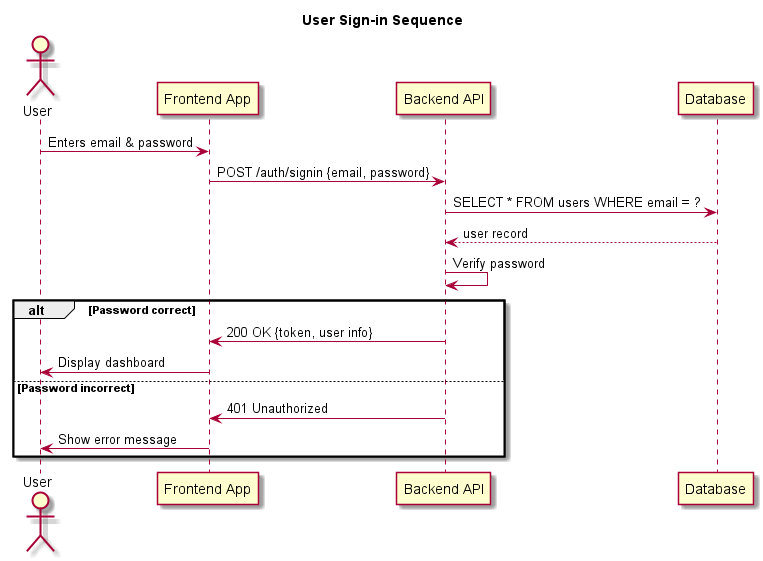 User Sign-in Sequence
User
Frontend App
Backend API
Database
Enters email & password
POST /auth/signin {email, password}
SELECT * FROM users WHERE email = ?
user record
Verify password
alt [Password correct]
200 OK {token, user info}
Display dashboard
[Password incorrect]
401 Unauthorized
Show error message
User
Frontend App
Backend API
Database